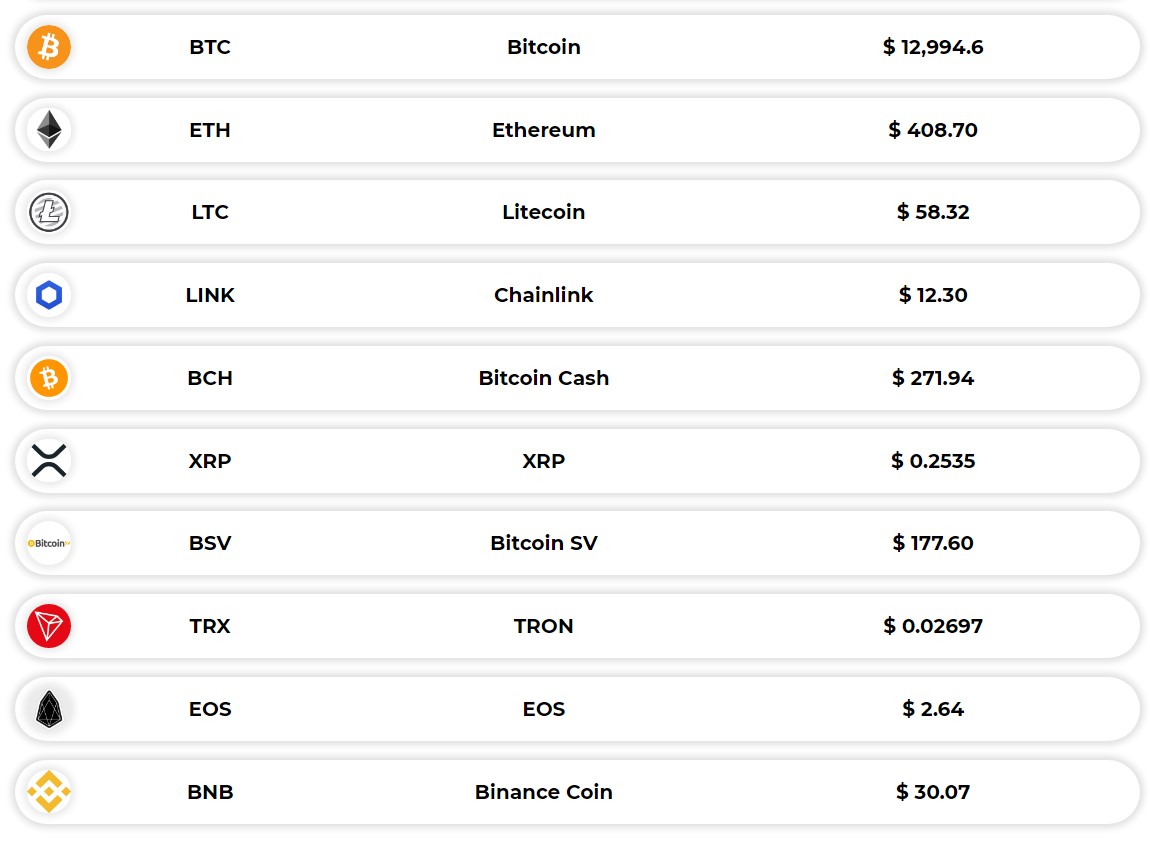 BTC Bitcoin $ 12,994.6
ETH Ethereum $ 408.70
LTC Litecoin $ 58.32
LINK Chainlink $ 12.30
BCH Bitcoin Cash $ 271.94
XRP XRP $ 0.2535
Bitcoin BSV Bitcoin SV $ 177.60
TRX TRON $ 0.02697
EOS EOS $ 2.64
BNB Binance Coin $ 30.07